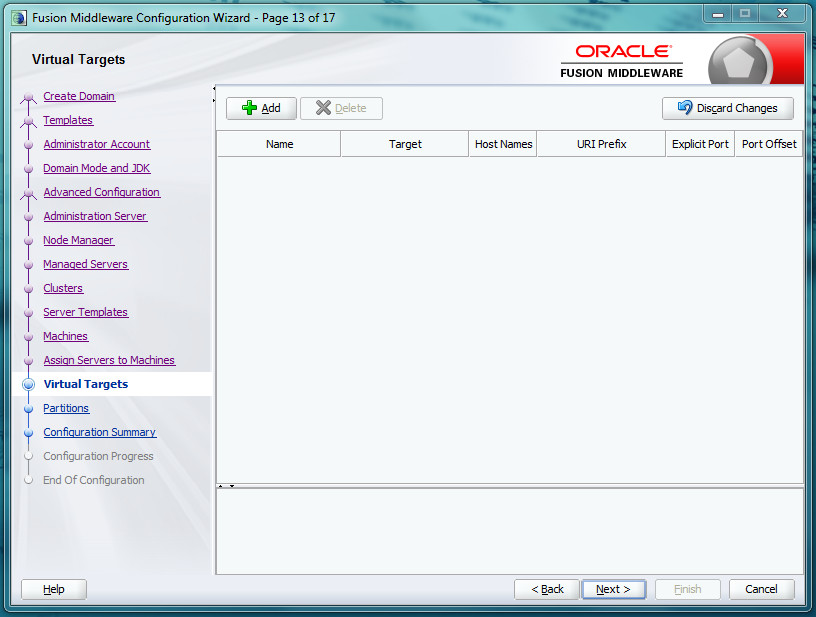 Fusion Middleware Configuration Wizard - Page 13 of 17
Virtual Targets
ORACLE
FUSION MIDDLEWARE
Create Domain
Templates
Administrator Account
Domain Mode and JDK
Advanced Configuration
Administration Server
Node Manager
Managed Servers
Clusters
Server Templates
Machines
Assign Servers to Machines
Virtual Targets
Partitions
Configuration Summary
Configuration Progress
End Of Configuration
Add Delete Discard Changes
Name Target Host Names URI Prefix Explicit Port Port Offset
Help < Back Next > Finish Cancel